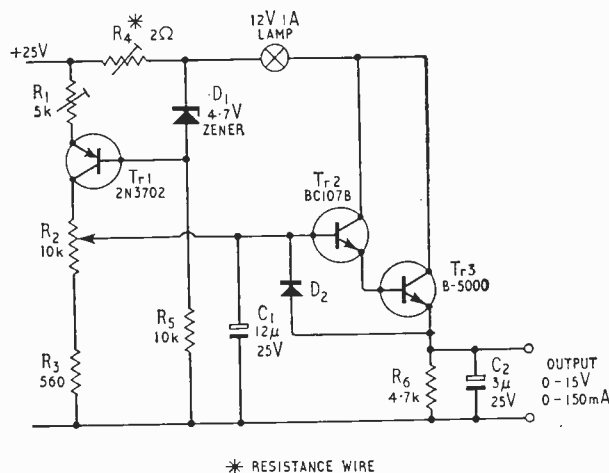 12V 1A
LAMP
R4 * 2Ω
+25V
R1
5k
D1
4·7V
ZENER
Tr1
2N3702
Tr2
BC107B
R2
10k
Tr3
B-5000
D2
R5
10k
C1
12μ
25V
R3
560
R6
4·7k
C2
3μ
25V
OUTPUT
0-15V
0-150mA
* RESISTANCE WIRE